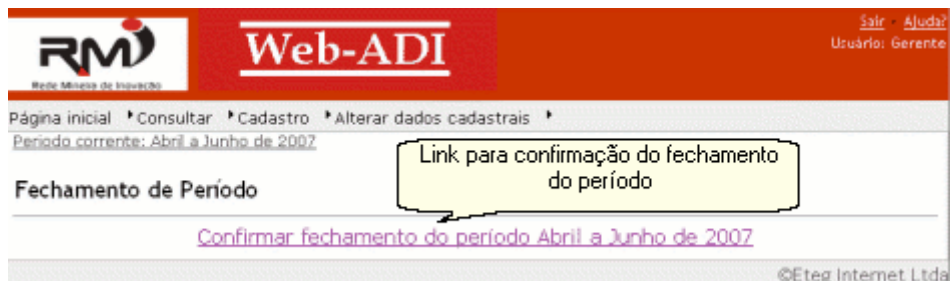 Sair - Ajuda?
RMI Web-ADI
Usuário: Gerente
Rede Mineira de Inovação
Página inicial Consultar Cadastro Alterar dados cadastrais
Periodo corrente: Abril a Junho de 2007
Link para confirmação do fechamento
do período
Fechamento de Período
Confirmar fechamento do período Abril a Junho de 2007
©Eteg Internet Ltda